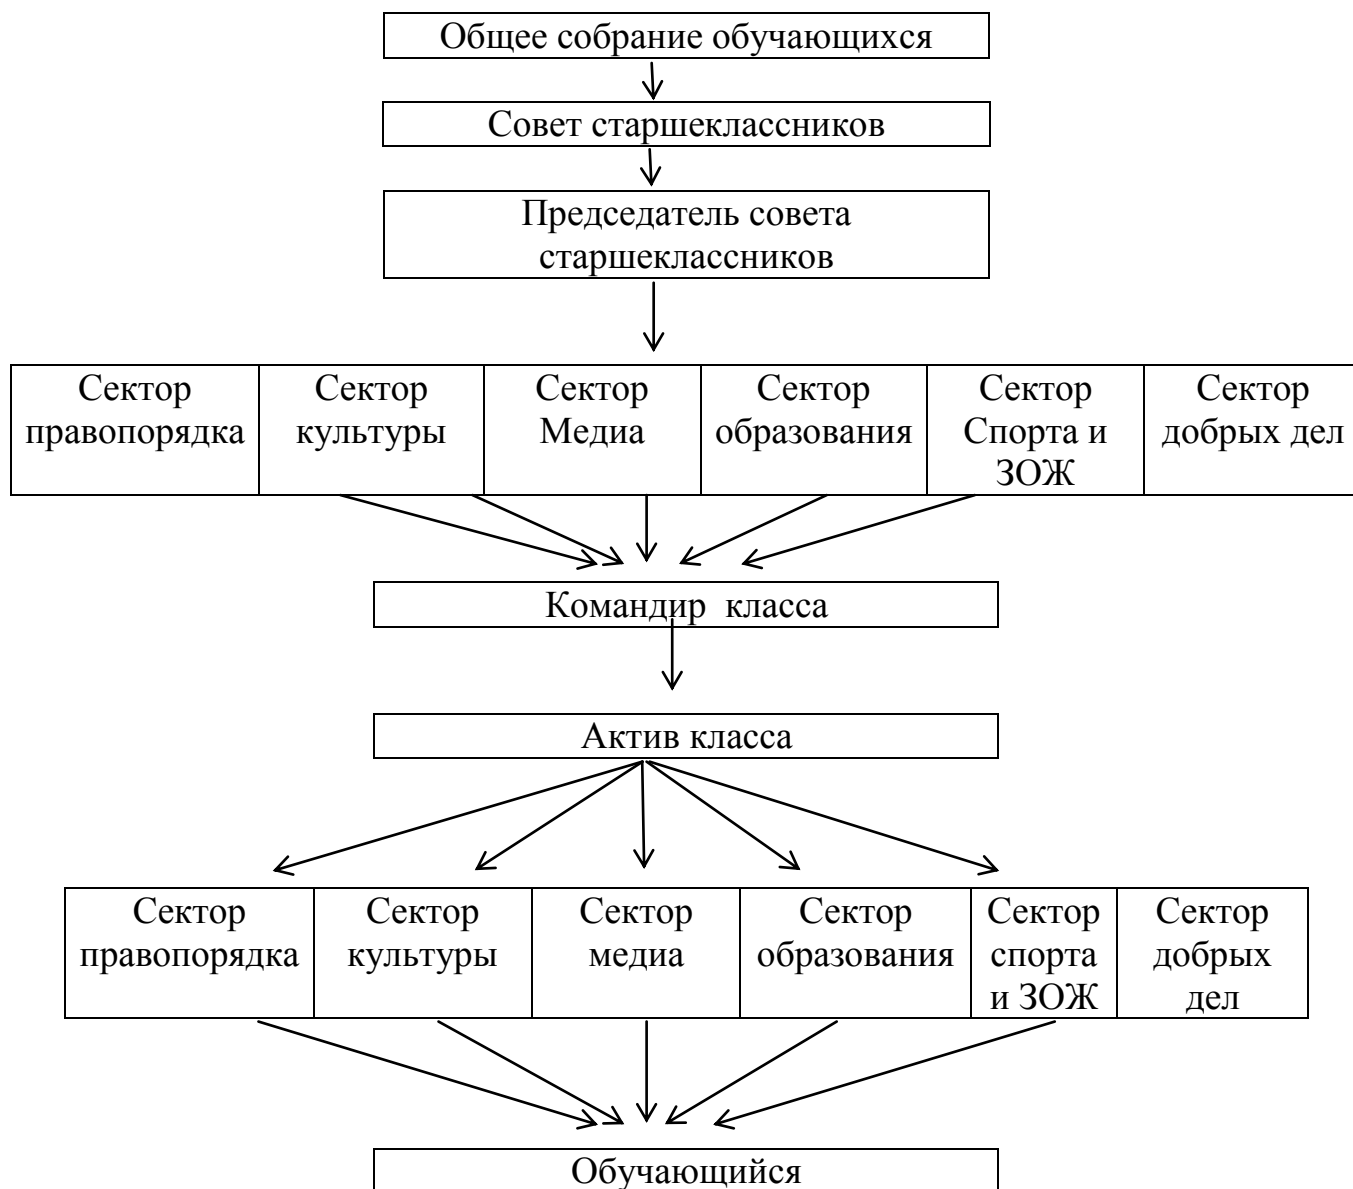 Общее собрание обучающихся
Совет старшеклассников
Председатель совета
старшеклассников
Сектор правопорядка
Сектор культуры
Сектор Медиа
Сектор образования
Сектор Спорта и ЗОЖ
Сектор добрых дел
Командир класса
Актив класса
Сектор правопорядка
Сектор культуры
Сектор медиа
Сектор образования
Сектор спорта и ЗОЖ
Сектор добрых дел
Обучающийся